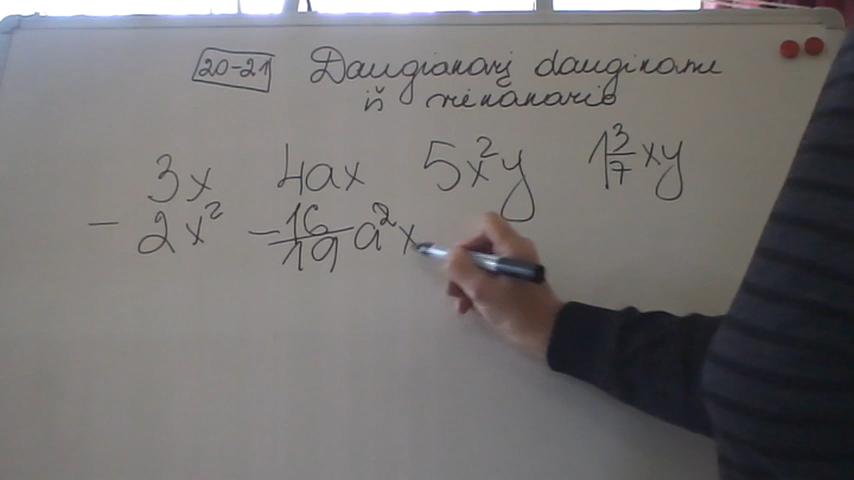 20-21 Daugianarį dauginame
iš vienanario
3x 4ax 5x²y 1 3/7 xy
-2x² -16/19 a²x